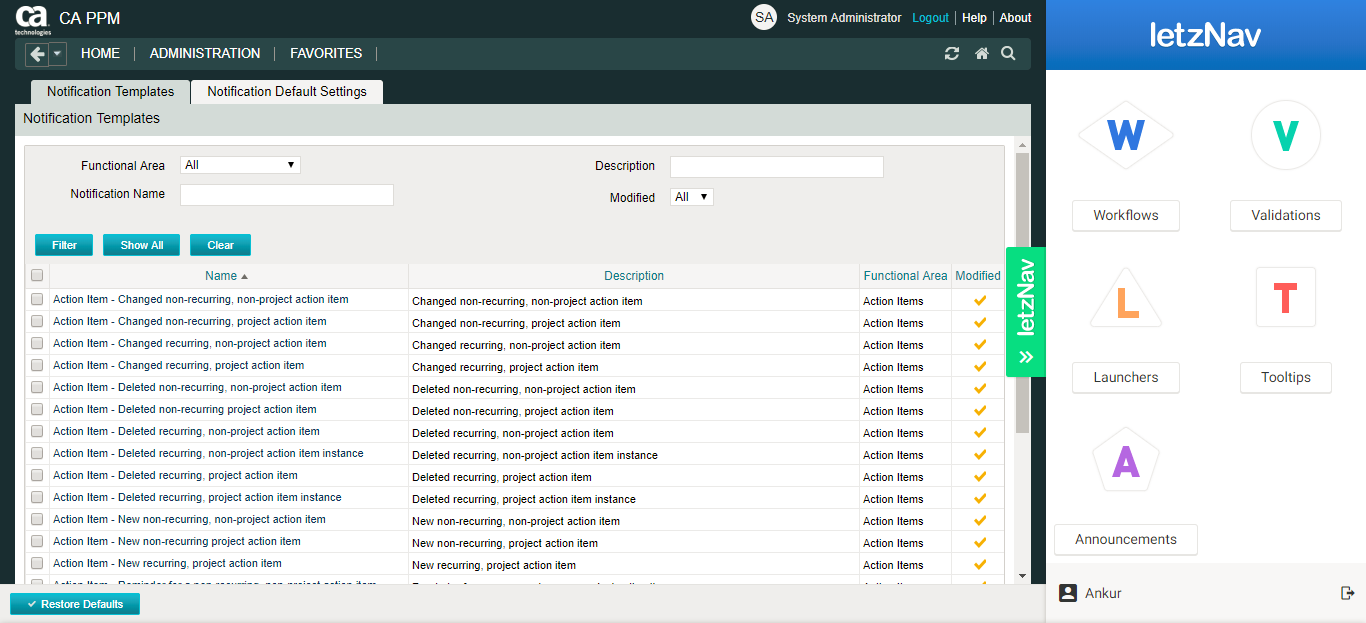 ca technologies CA PPM SA System Administrator Logout Help About
HOME ADMINISTRATION FAVORITES
Notification Templates Notification Default Settings
Notification Templates
Functional Area All Description
Notification Name Modified All
Filter Show All Clear
Name Description Functional Area Modified
Action Item - Changed non-recurring, non-project action item Changed non-recurring, non-project action item Action Items
Action Item - Changed non-recurring, project action item Changed non-recurring, project action item Action Items
Action Item - Changed recurring, non-project action item Changed recurring, non-project action item Action Items
Action Item - Changed recurring, project action item Changed recurring, project action item Action Items
Action Item - Deleted non-recurring, non-project action item Deleted non-recurring, non-project action item Action Items
Action Item - Deleted non-recurring project action item Deleted non-recurring, project action item Action Items
Action Item - Deleted recurring, non-project action item Deleted recurring, non-project action item Action Items
Action Item - Deleted recurring, non-project action item instance Deleted recurring, non-project action item instance Action Items
Action Item - Deleted recurring, project action item Deleted recurring, project action item Action Items
Action Item - Deleted recurring, project action item instance Deleted recurring, project action item instance Action Items
Action Item - New non-recurring, non-project action item New non-recurring, non-project action item Action Items
Action Item - New non-recurring project action item New non-recurring, project action item Action Items
Action Item - New recurring, project action item New recurring, project action item Action Items
Restore Defaults
letzNav
letzNav
W V
Workflows Validations
L T
Launchers Tooltips
A
Announcements
Ankur